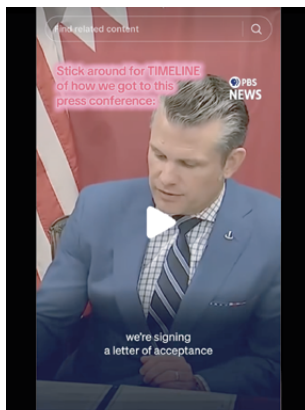 Find related content
Stick around for TIMELINE
of how we got to this
press conference:
PBS
NEWS
we're signing
a letter of acceptance